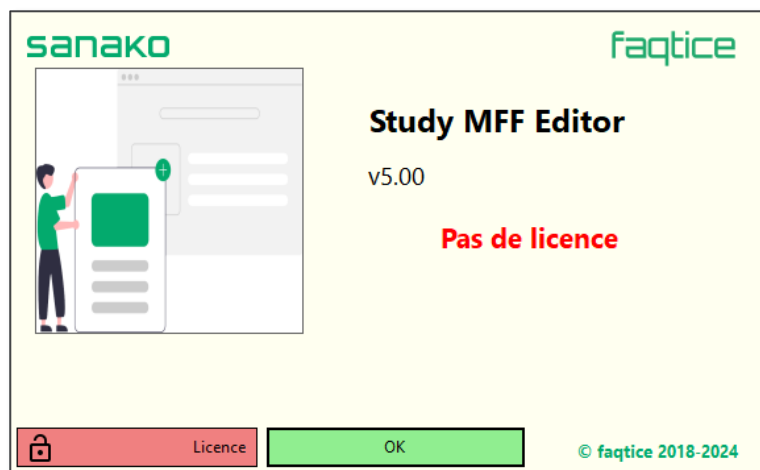 sanako
faqtice
Study MFF Editor
v5.00
Pas de licence
Licence
OK
© faqtice 2018-2024